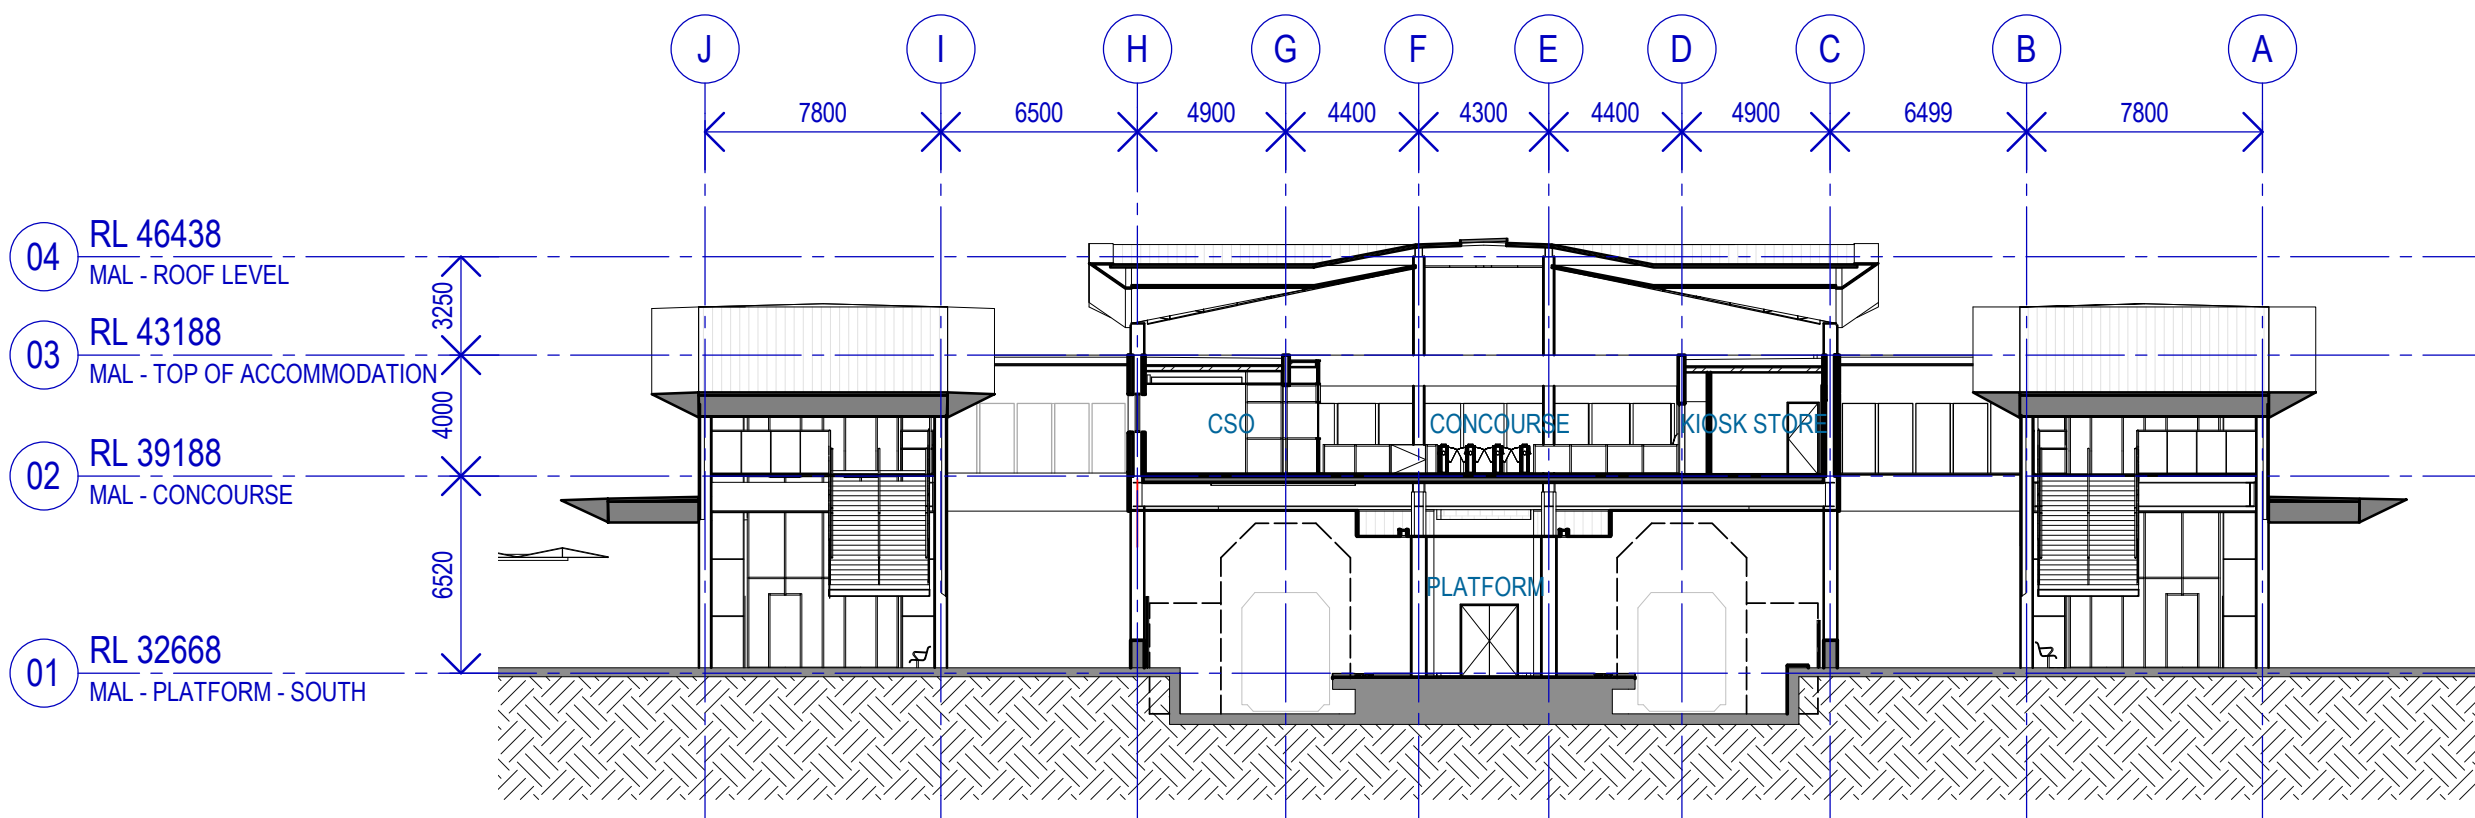 J I H G F E D C B A
7800 6500 4900 4400 4300 4400 4900 6499 7800
04 RL 46438
MAL - ROOF LEVEL
3250
03 RL 43188
MAL - TOP OF ACCOMMODATION
4000
CSO CONCOURSE KIOSK STORE
02 RL 39188
MAL - CONCOURSE
6520
PLATFORM
01 RL 32668
MAL - PLATFORM - SOUTH